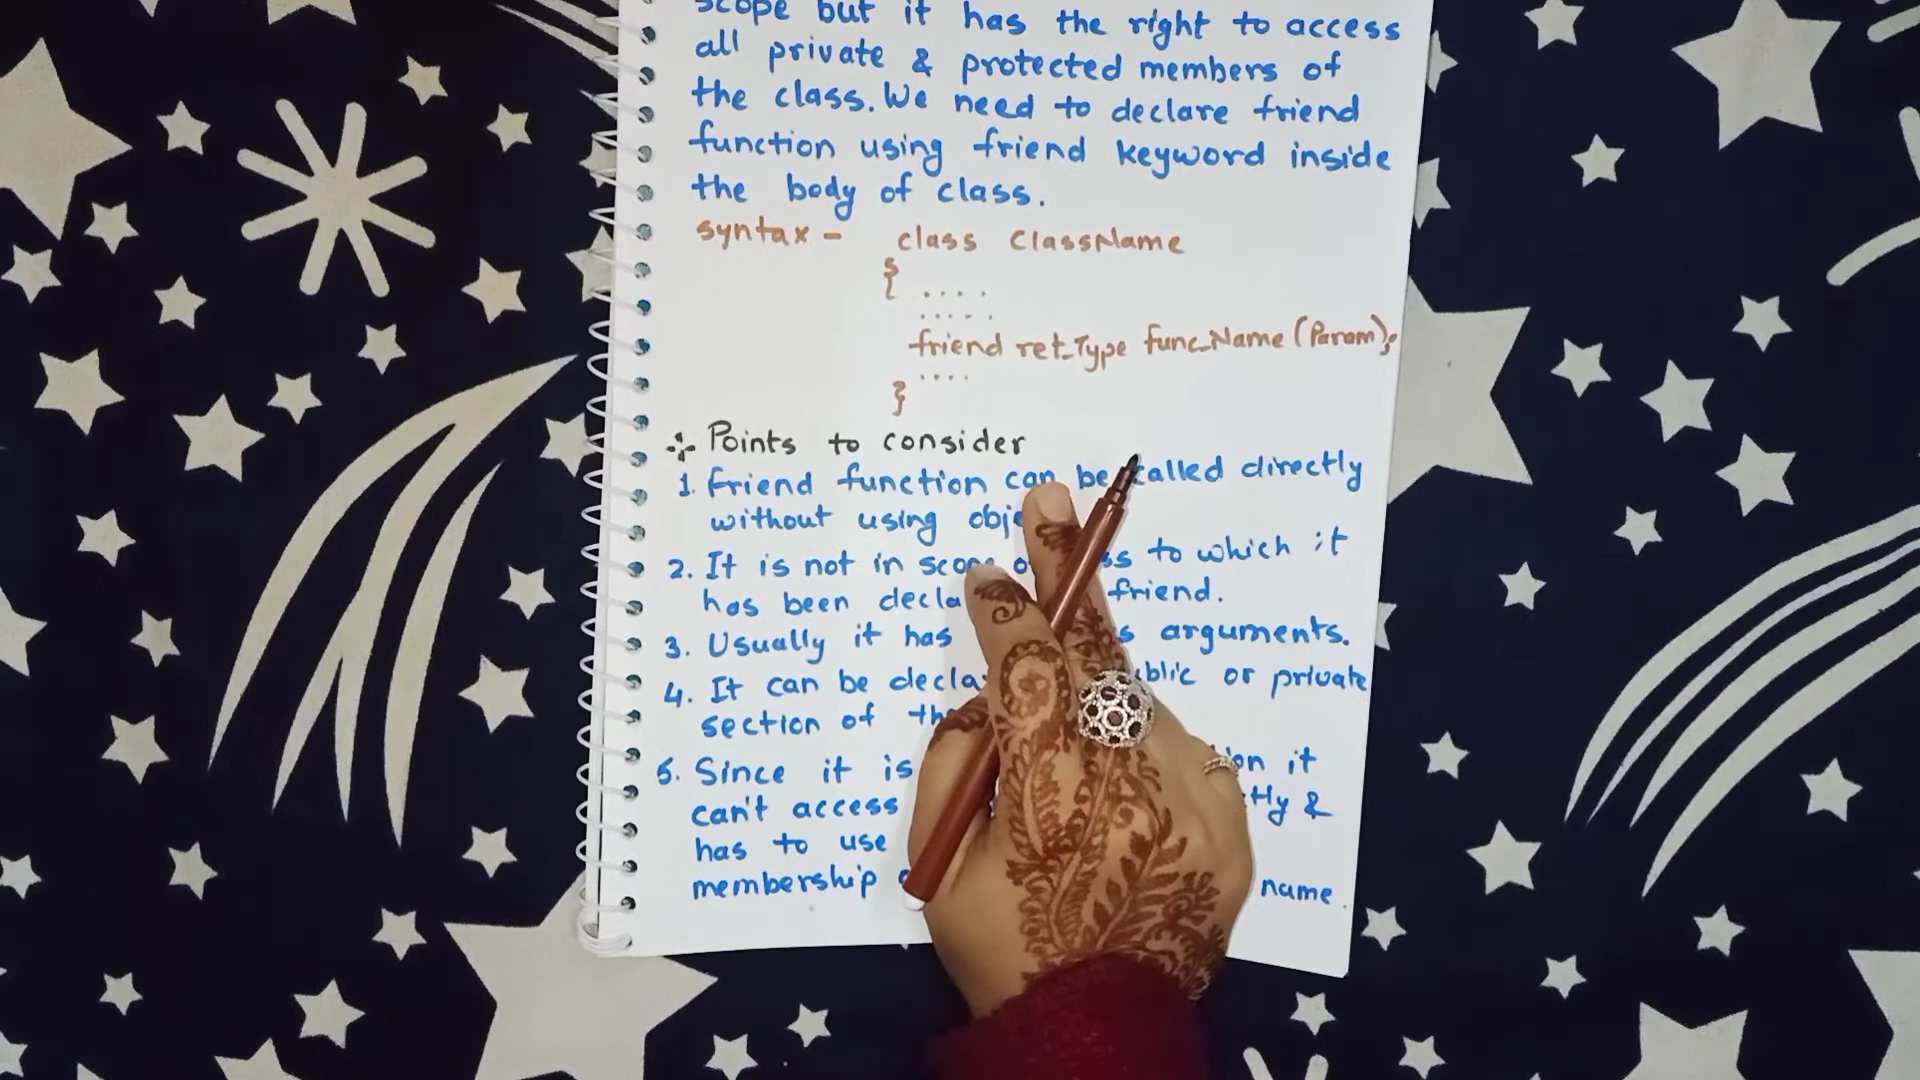 scope but it has the right to access
all private & protected members of
the class. We need to declare friend
function using friend keyword inside
the body of class.
syntax - class ClassName
{ ....
.....
friend ret_Type func_Name (Param);
....
}
Points to consider
1. Friend function can be called directly
without using
2. It is not in scope to which it
has been friend.
3. Usually it has arguments.
4. It can be or private
section of
5. Since it is it
can't access &
has to use
membership name.